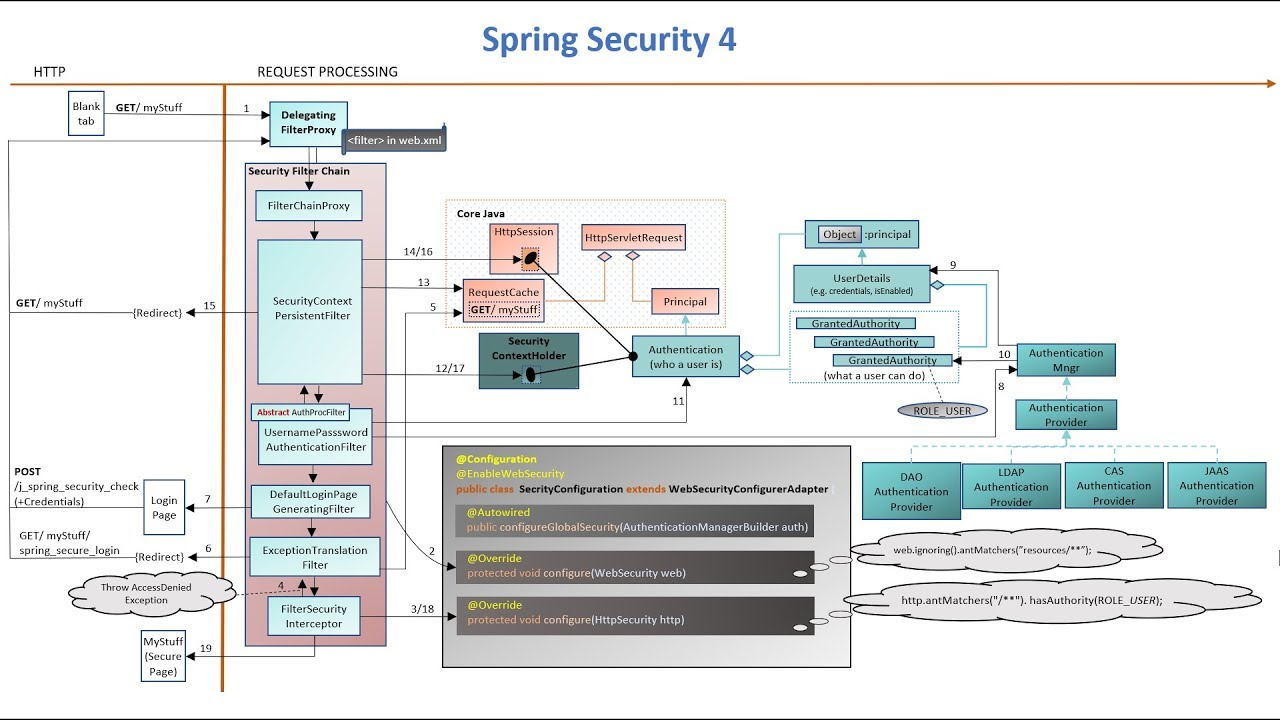 Spring Security 4
HTTP
REQUEST PROCESSING
Blank
tab
GET/ myStuff
1
Delegating
FilterProxy
<filter> in web.xml
Security Filter Chain
FilterChainProxy
SecurityContext
PersistentFilter
GET/ myStuff
{Redirect}
15
14/16
13
5
12/17
Core Java
HttpSession
HttpServletRequest
RequestCache
GET/ myStuff
Principal
Security
ContextHolder
Authentication
(who a user is)
11
Object :principal
UserDetails
(e.g. credentials, isEnabled)
9
GrantedAuthority
GrantedAuthority
GrantedAuthority
(what a user can do)
10
8
ROLE_USER
Authentication
Mngr
Authentication
Provider
DAO
Authentication
Provider
LDAP
Authentication
Provider
CAS
Authentication
Provider
JAAS
Authentication
Provider
Abstract AuthProcFilter
UsernamePasssword
AuthenticationFilter
POST
/j_spring_security_check
(+Credentials)
Login
Page
7
DefaultLoginPage
GeneratingFilter
GET/ myStuff/
spring_secure_login
{Redirect}
6
ExceptionTranslation
Filter
Throw AccessDenied
Exception
4
FilterSecurity
Interceptor
2
3/18
MyStuff
(Secure
Page)
19
@Configuration
@EnableWebSecurity
public class SecrityConfiguration extends WebSecurityConfigurerAdapter {
@Autowired
public configureGlobalSecurity(AuthenticationManagerBuilder auth)
@Override
protected void configure(WebSecurity web)
@Override
protected void configure(HttpSecurity http)
web.ignoring().antMatchers("resources/**");
http.antMatchers("/**"). hasAuthority(ROLE_USER);